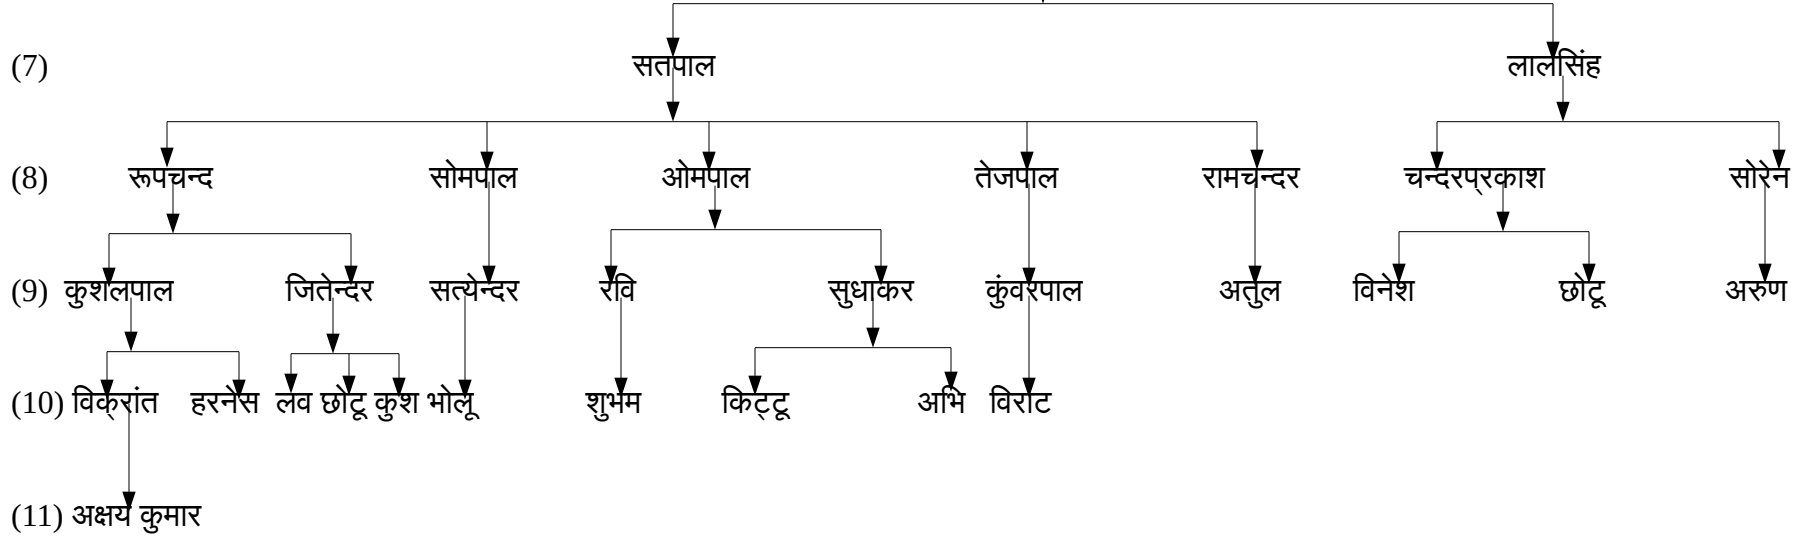 (7) सतपाल लालसिंह
(8) रूपचन्द सोमपाल ओमपाल तेजपाल रामचन्दर चन्दरप्रकाश सोरेन
(9) कुशलपाल जितेन्दर सत्येन्दर रवि सुधाकर कुंवरपाल अतुल विनेश छोटू अरुण
(10) विक्रांत हरनेस लव छोटू कुश भोलू शुभम किट्टू अभि विराट
(11) अक्षय कुमार